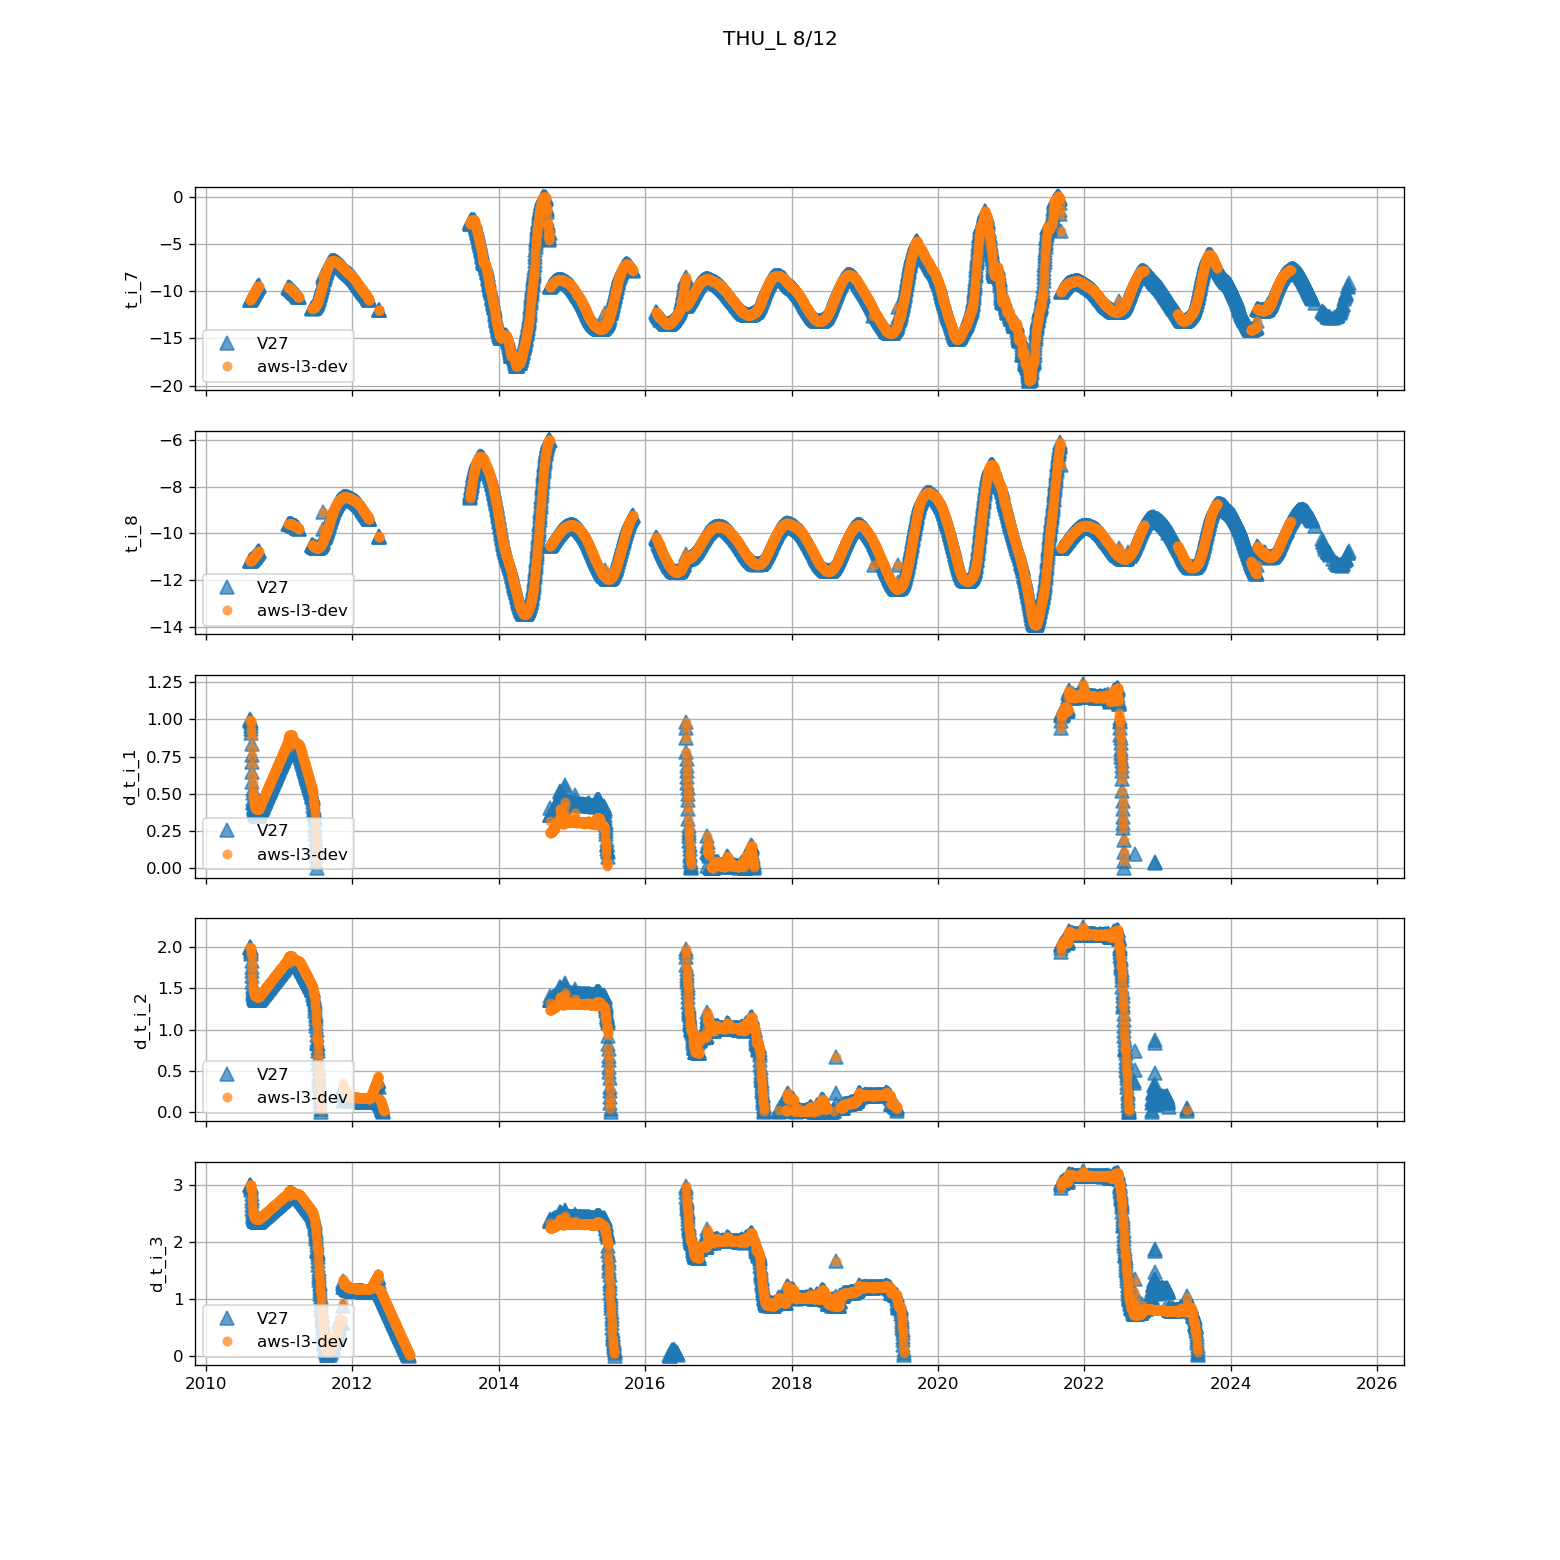 THU_L 8/12
0
−5
−10
−15
−20
t_i_7
V27
aws-l3-dev
−6
−8
−10
−12
−14
t_i_8
V27
aws-l3-dev
1.25
1.00
0.75
0.50
0.25
0.00
d_t_i_1
V27
aws-l3-dev
2.0
1.5
1.0
0.5
0.0
d_t_i_2
V27
aws-l3-dev
3
2
1
0
d_t_i_3
V27
aws-l3-dev
2010 2012 2014 2016 2018 2020 2022 2024 2026